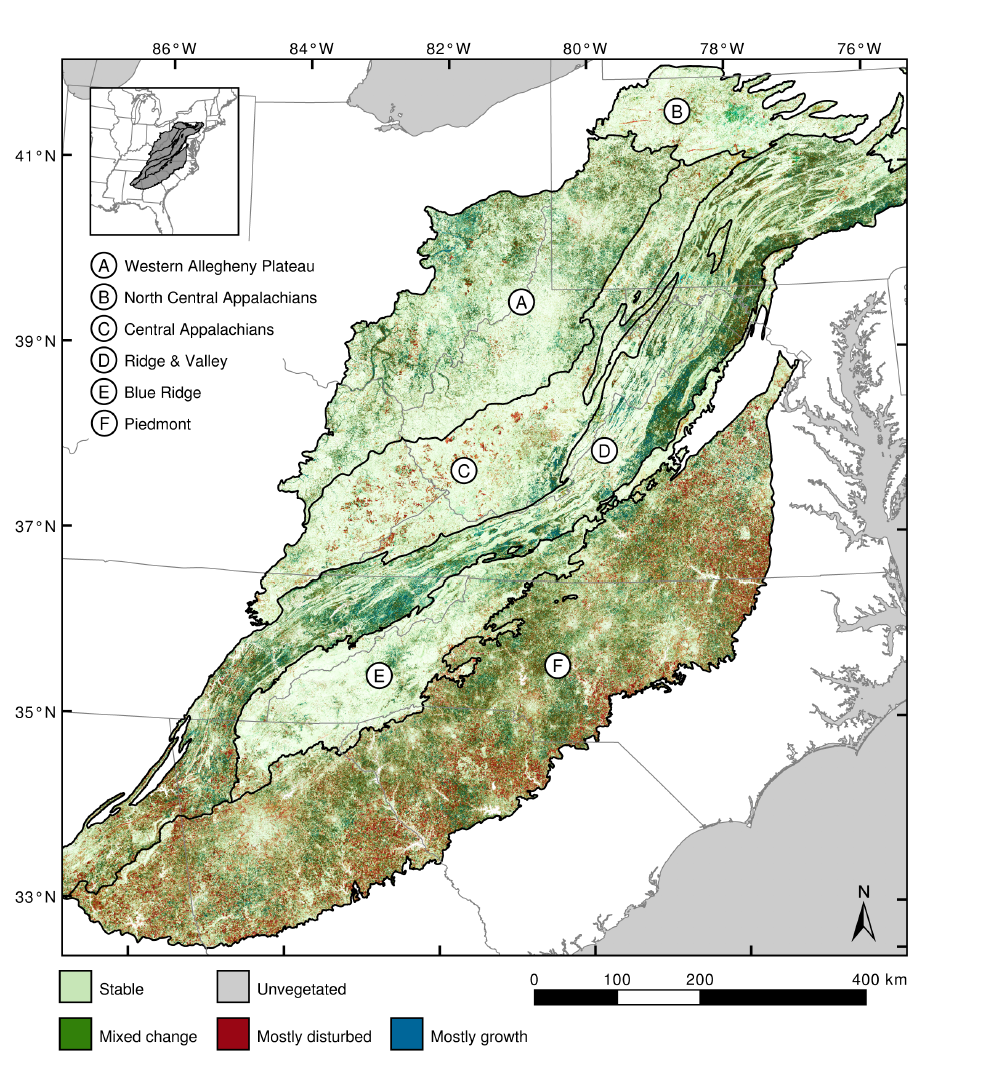 86°W 84°W 82°W 80°W 78°W 76°W
41°N
39°N
37°N
35°N
33°N
A Western Allegheny Plateau
B North Central Appalachians
C Central Appalachians
D Ridge & Valley
E Blue Ridge
F Piedmont
B
A
C
D
E
F
N
0 100 200 400 km
Stable Unvegetated
Mixed change Mostly disturbed Mostly growth